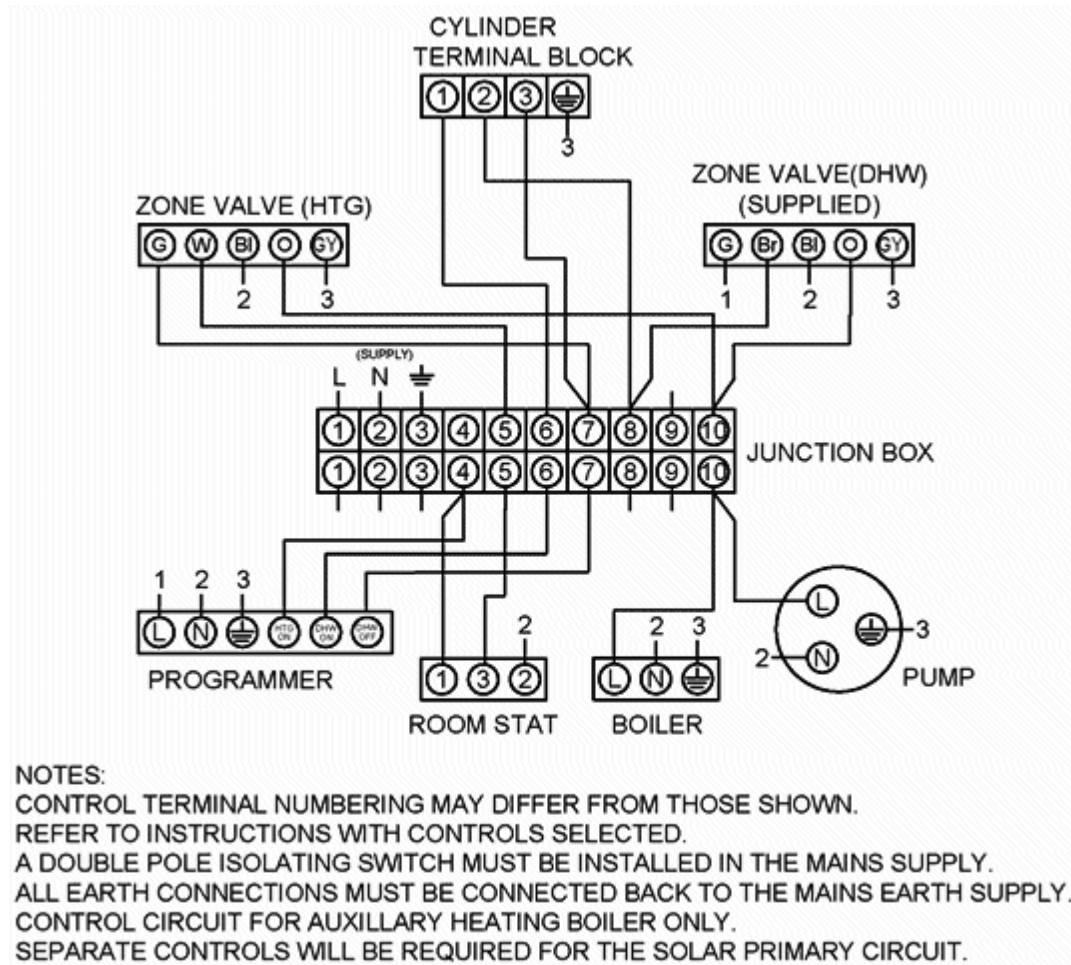 CYLINDER
TERMINAL BLOCK
1 2 3
3
ZONE VALVE (HTG)
G W Bl O GY
2 3
ZONE VALVE(DHW)
(SUPPLIED)
G Br Bl O GY
1 2 3
(SUPPLY)
L N
1 2 3 4 5 6 7 8 9 10
1 2 3 4 5 6 7 8 9 10
JUNCTION BOX
1 2 3
L N HTG ON DHW ON DHW OFF
PROGRAMMER
2
1 3 2
ROOM STAT
2 3
L N
BOILER
L
3
2 N
PUMP
NOTES:
CONTROL TERMINAL NUMBERING MAY DIFFER FROM THOSE SHOWN.
REFER TO INSTRUCTIONS WITH CONTROLS SELECTED.
A DOUBLE POLE ISOLATING SWITCH MUST BE INSTALLED IN THE MAINS SUPPLY.
ALL EARTH CONNECTIONS MUST BE CONNECTED BACK TO THE MAINS EARTH SUPPLY.
CONTROL CIRCUIT FOR AUXILLARY HEATING BOILER ONLY.
SEPARATE CONTROLS WILL BE REQUIRED FOR THE SOLAR PRIMARY CIRCUIT.